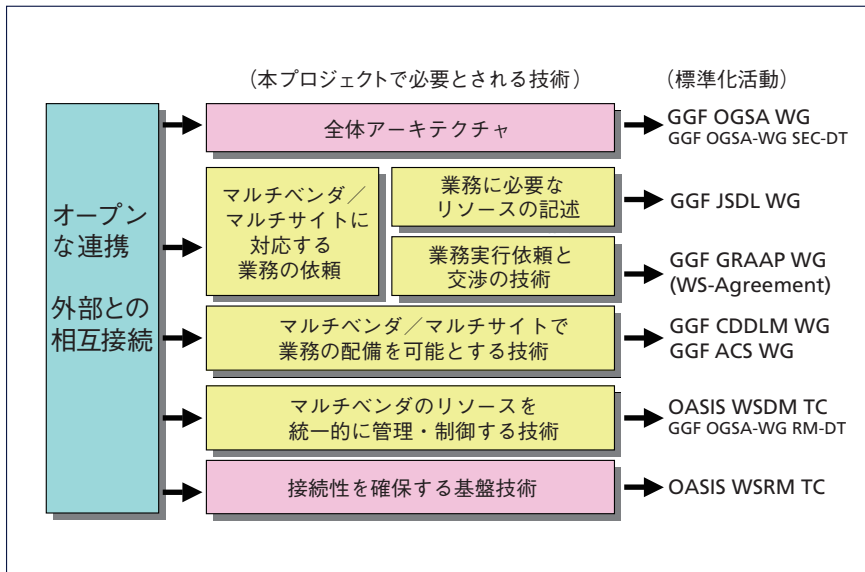 （本プロジェクトで必要とされる技術）
（標準化活動）
オープン
な連携
外部との
相互接続
全体アーキテクチャ
GGF OGSA WG
GGF OGSA-WG SEC-DT
マルチベンダ／
マルチサイトに
対応する
業務の依頼
業務に必要な
リソースの記述
GGF JSDL WG
業務実行依頼と
交渉の技術
GGF GRAAP WG
(WS-Agreement)
マルチベンダ／マルチサイトで
業務の配備を可能とする技術
GGF CDDLM WG
GGF ACS WG
マルチベンダのリソースを
統一的に管理・制御する技術
OASIS WSDM TC
GGF OGSA-WG RM-DT
接続性を確保する基盤技術
OASIS WSRM TC